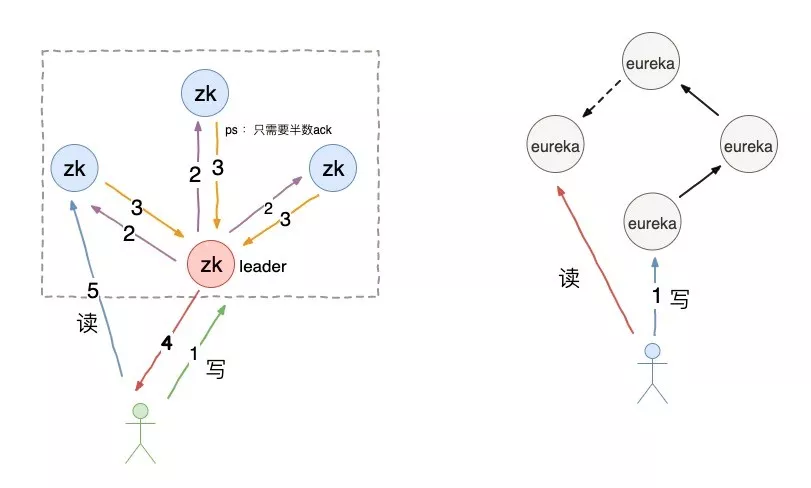 zk
ps： 只需要半数ack
zk
zk
2
3
3
2
2
3
zk
leader
5
读
4
1
写
eureka
eureka
eureka
eureka
读
1
写